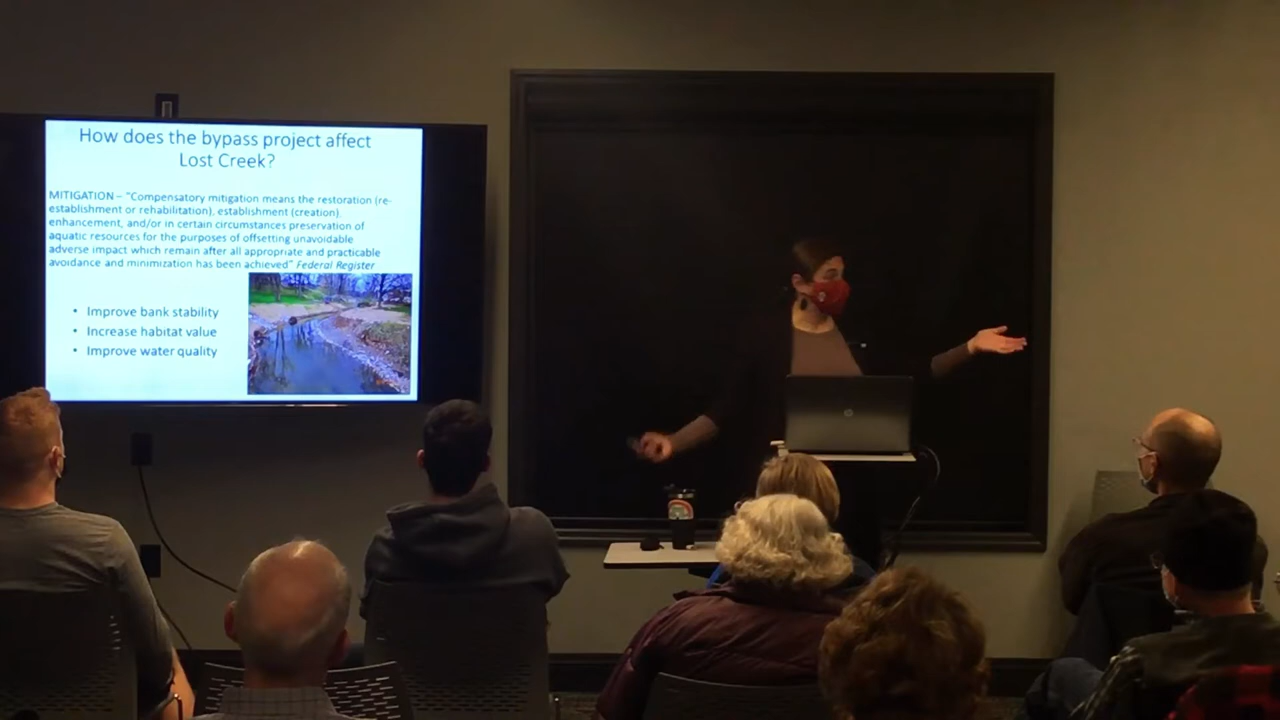 How does the bypass project affect
Lost Creek?
MITIGATION – “Compensatory mitigation means the restoration (re-
establishment or rehabilitation), establishment (creation),
enhancement, and/or in certain circumstances preservation of
aquatic resources for the purposes of offsetting unavoidable
adverse impact which remain after all appropriate and practicable
avoidance and minimization has been achieved” Federal Register
• Improve bank stability
• Increase habitat value
• Improve water quality